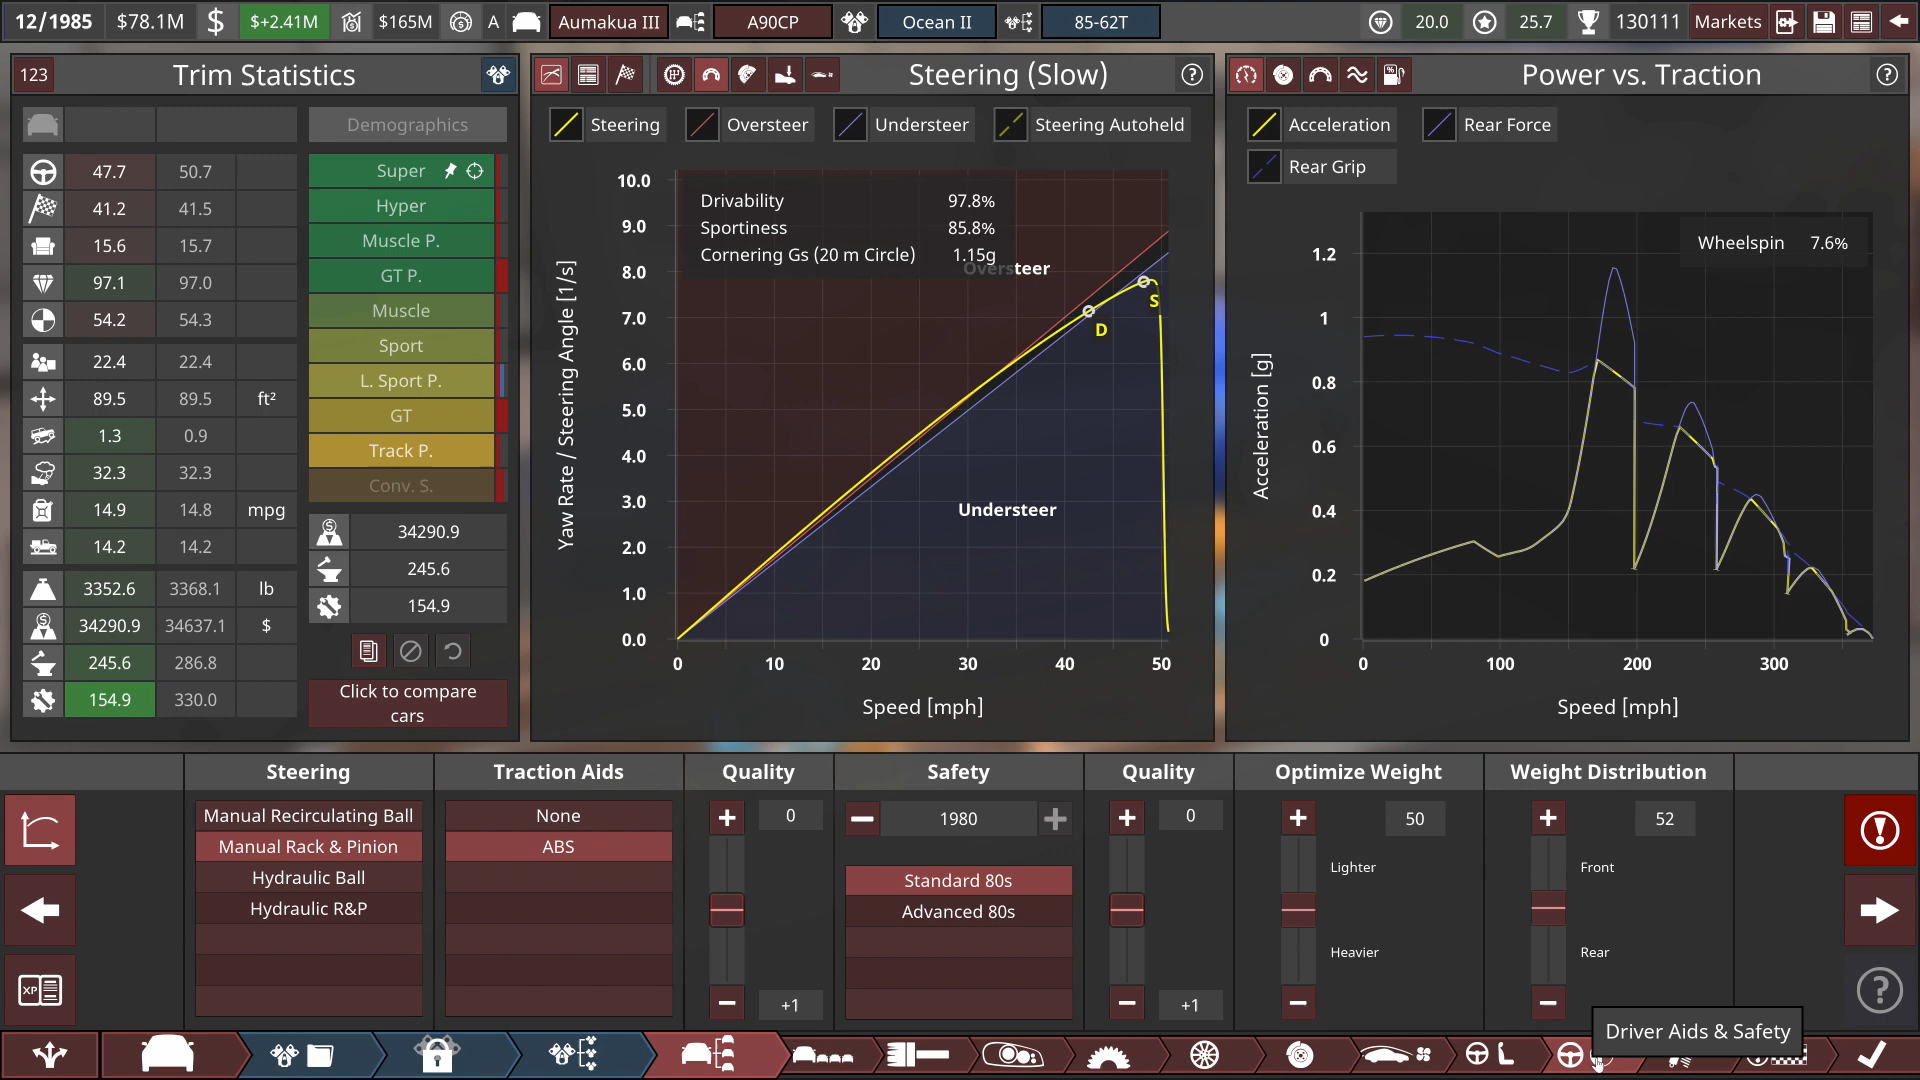 12/1985 $78.1M $+2.41M $165M A Aumakua III A90CP Ocean II 85-62T 20.0 25.7 130111 Markets
123 Trim Statistics
Demographics
47.7 50.7
41.2 41.5
15.6 15.7
97.1 97.0
54.2 54.3
22.4 22.4
89.5 89.5 ft²
1.3 0.9
32.3 32.3
14.9 14.8 mpg
14.2 14.2
3352.6 3368.1 lb
34290.9 34637.1 $
245.6 286.8
154.9 330.0
Super
Hyper
Muscle P.
GT P.
Muscle
Sport
L. Sport P.
GT
Track P.
Conv. S.
34290.9
245.6
154.9
Click to compare
cars
Steering (Slow)
Steering Oversteer Understeer Steering Autoheld
Drivability 97.8%
Sportiness 85.8%
Cornering Gs (20 m Circle) 1.15g
Oversteer
Understeer
D
S
Yaw Rate / Steering Angle [1/s]
10.0
9.0
8.0
7.0
6.0
5.0
4.0
3.0
2.0
1.0
0.0
0 10 20 30 40 50
Speed [mph]
Power vs. Traction
Acceleration Rear Force
Rear Grip
Wheelspin 7.6%
Acceleration [g]
1.2
1
0.8
0.6
0.4
0.2
0
0 100 200 300
Speed [mph]
Steering
Manual Recirculating Ball
Manual Rack & Pinion
Hydraulic Ball
Hydraulic R&P
Traction Aids
None
ABS
Quality
0
+1
Safety
1980
Standard 80s
Advanced 80s
Quality
0
+1
Optimize Weight
50
Lighter
Heavier
Weight Distribution
52
Front
Rear
XP
Driver Aids & Safety